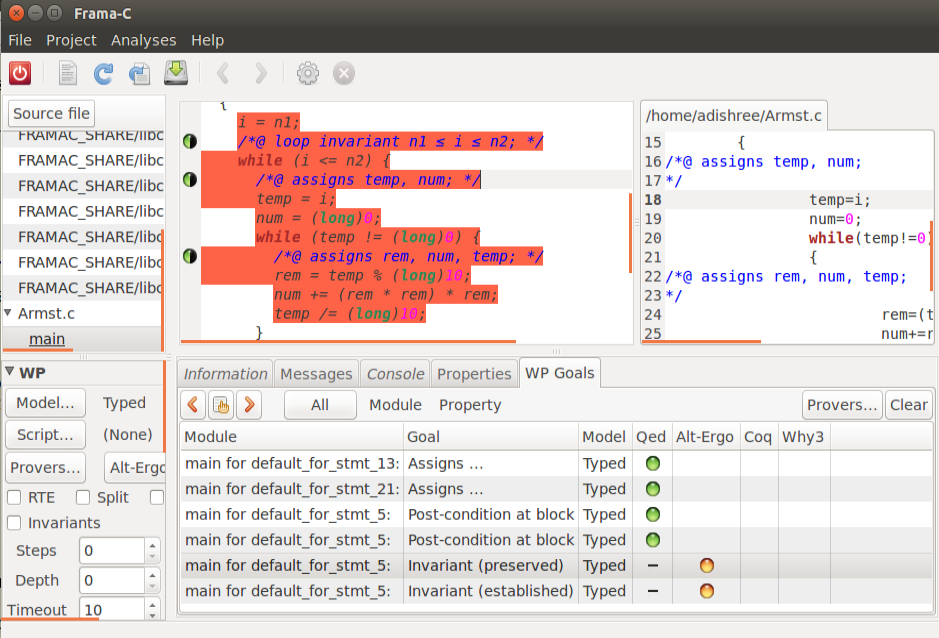 Frama-C
File Project Analyses Help
Source file
FRAMAC_SHARE/libc
FRAMAC_SHARE/libc
FRAMAC_SHARE/libc
FRAMAC_SHARE/libc
FRAMAC_SHARE/libc
FRAMAC_SHARE/libc
FRAMAC_SHARE/libc
Armst.c
main
{
i = n1;
/*@ loop invariant n1 ≤ i ≤ n2; */
while (i <= n2) {
/*@ assigns temp, num; */
temp = i;
num = (long)0;
while (temp != (long)0) {
/*@ assigns rem, num, temp; */
rem = temp % (long)10;
num += (rem * rem) * rem;
temp /= (long)10;
}
/home/adishree/Armst.c
15 {
16 /*@ assigns temp, num;
17 */
18 temp=i;
19 num=0;
20 while(temp!=0)
21 {
22 /*@ assigns rem, num, temp;
23 */
24 rem=(t
25 num+=r
WP
Model... Typed
Script... (None)
Provers... Alt-Ergo
RTE Split
Invariants
Steps 0
Depth 0
Timeout 10
Information Messages Console Properties WP Goals
All Module Property Provers... Clear
Module Goal Model Qed Alt-Ergo Coq Why3
main for default_for_stmt_13: Assigns ... Typed
main for default_for_stmt_21: Assigns ... Typed
main for default_for_stmt_5: Post-condition at block Typed
main for default_for_stmt_5: Post-condition at block Typed
main for default_for_stmt_5: Invariant (preserved) Typed –
main for default_for_stmt_5: Invariant (established) Typed –